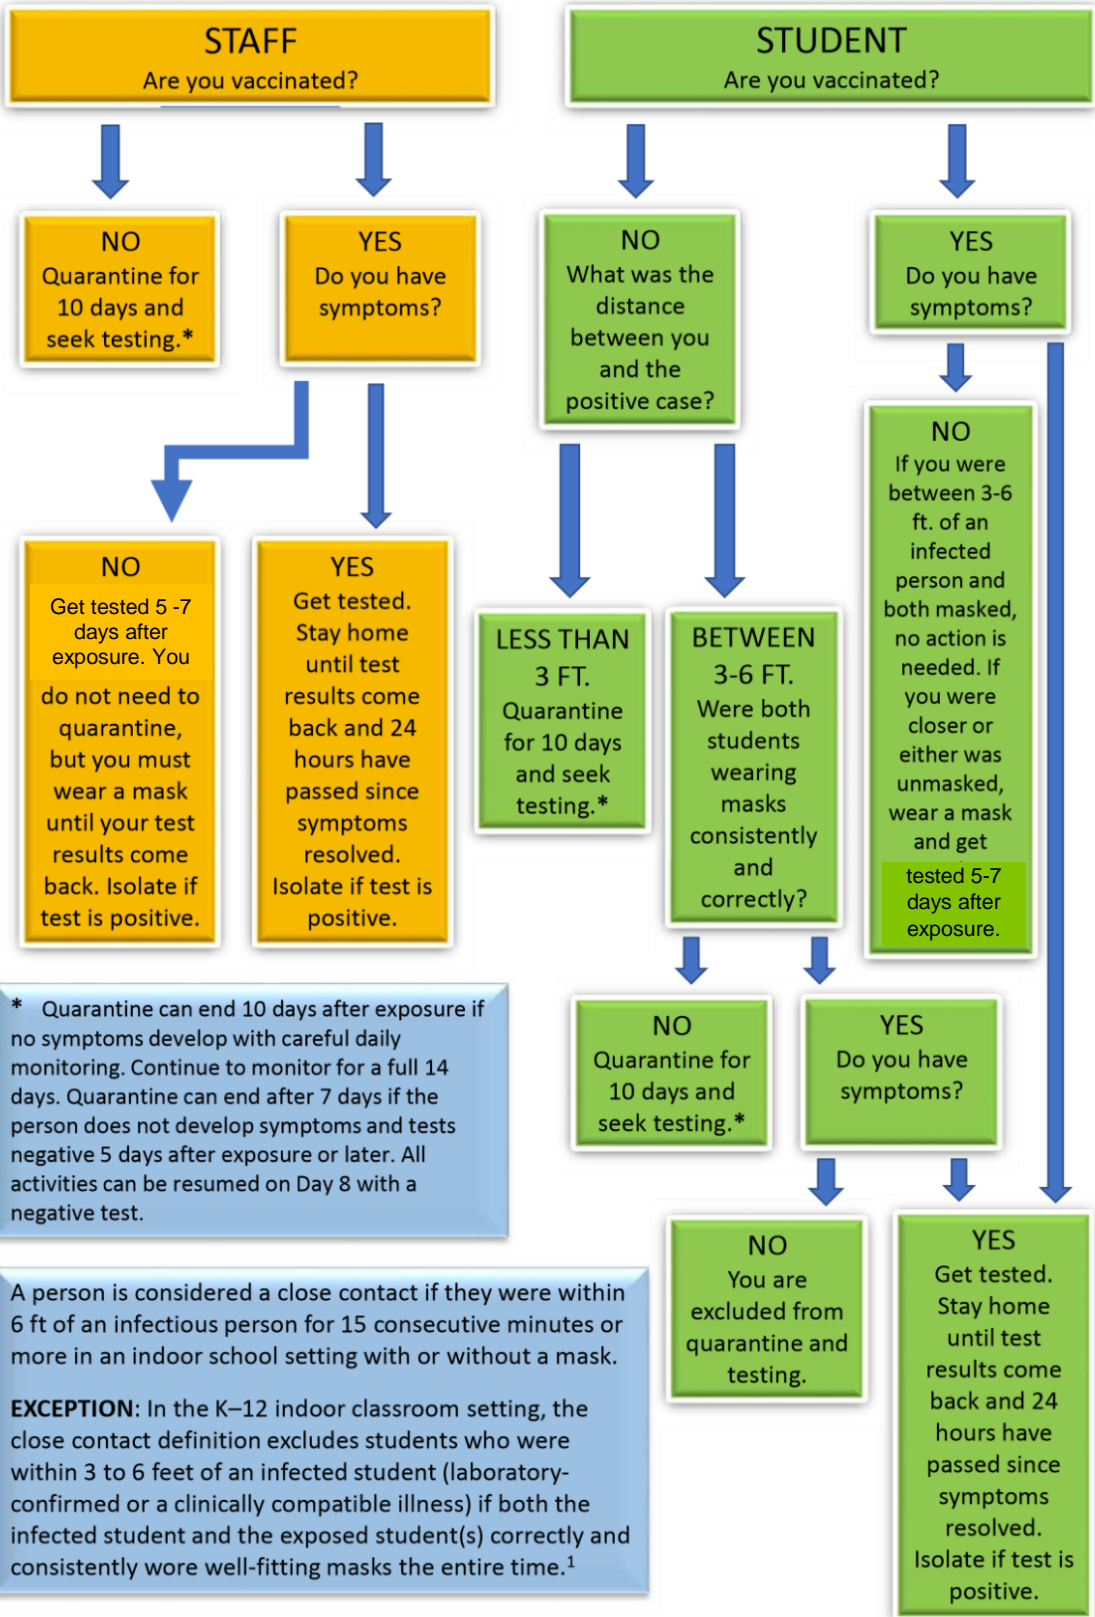 STAFF
Are you vaccinated?
STUDENT
Are you vaccinated?
NO
Quarantine for
10 days and
seek testing.*
YES
Do you have
symptoms?
NO
What was the
distance
between you
and the
positive case?
YES
Do you have
symptoms?
NO
Get tested 5 -7
days after
exposure. You
do not need to
quarantine,
but you must
wear a mask
until your test
results come
back. Isolate if
test is positive.
YES
Get tested.
Stay home
until test
results come
back and 24
hours have
passed since
symptoms
resolved.
Isolate if test is
positive.
LESS THAN
3 FT.
Quarantine
for 10 days
and seek
testing.*
BETWEEN
3-6 FT.
Were both
students
wearing
masks
consistently
and
correctly?
NO
If you were
between 3-6
ft. of an
infected
person and
both masked,
no action is
needed. If
you were
closer or
either was
unmasked,
wear a mask
and get
tested 5-7
days after
exposure.
NO
Quarantine for
10 days and
seek testing.*
YES
Do you have
symptoms?
NO
You are
excluded from
quarantine and
testing.
YES
Get tested.
Stay home
until test
results come
back and 24
hours have
passed since
symptoms
resolved.
Isolate if test is
positive.
* Quarantine can end 10 days after exposure if
no symptoms develop with careful daily
monitoring. Continue to monitor for a full 14
days. Quarantine can end after 7 days if the
person does not develop symptoms and tests
negative 5 days after exposure or later. All
activities can be resumed on Day 8 with a
negative test.
A person is considered a close contact if they were within
6 ft of an infectious person for 15 consecutive minutes or
more in an indoor school setting with or without a mask.
EXCEPTION: In the K–12 indoor classroom setting, the
close contact definition excludes students who were
within 3 to 6 feet of an infected student (laboratory-
confirmed or a clinically compatible illness) if both the
infected student and the exposed student(s) correctly and
consistently wore well-fitting masks the entire time.¹